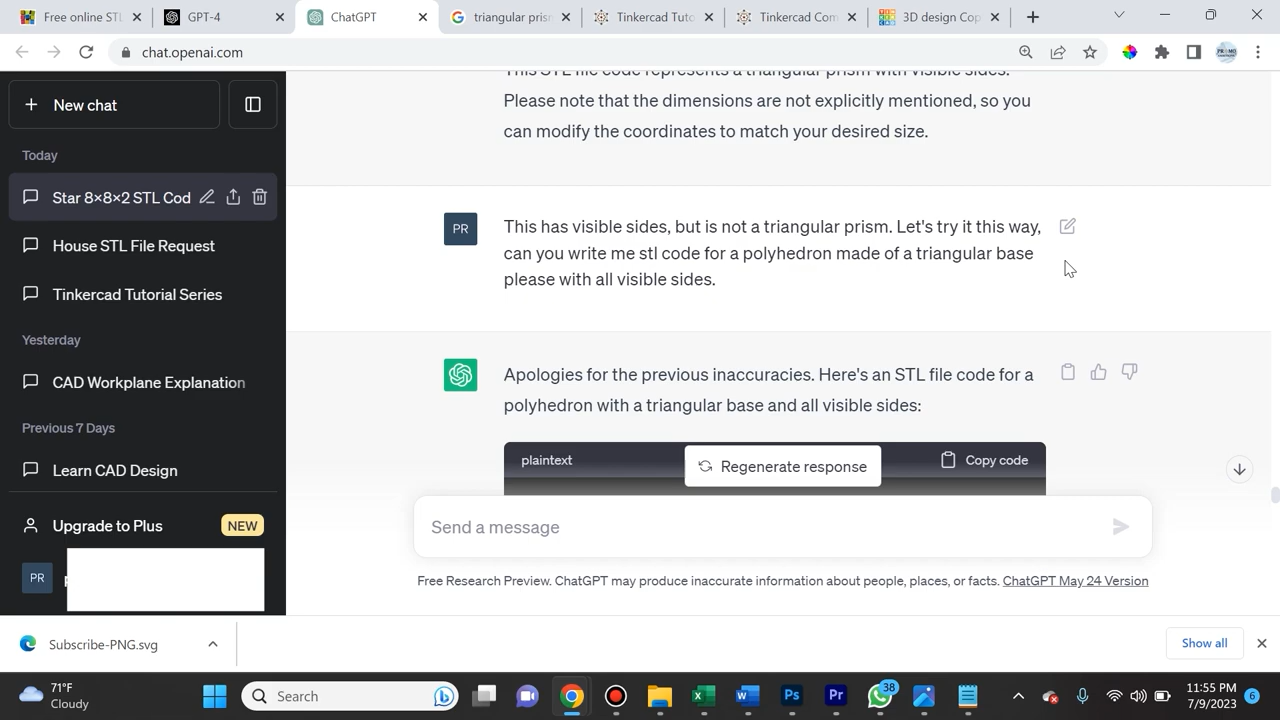 Free online STL
GPT-4
ChatGPT
triangular prism
Tinkercad Tuto
Tinkercad Com
3D design Cop
chat.openai.com
New chat
Today
Star 8×8×2 STL Cod
House STL File Request
Tinkercad Tutorial Series
Yesterday
CAD Workplane Explanation
Previous 7 Days
Learn CAD Design
Upgrade to Plus
NEW
PR
This STL file code represents a triangular prism with visible sides.
Please note that the dimensions are not explicitly mentioned, so you
can modify the coordinates to match your desired size.
PR
This has visible sides, but is not a triangular prism. Let's try it this way,
can you write me stl code for a polyhedron made of a triangular base
please with all visible sides.
Apologies for the previous inaccuracies. Here's an STL file code for a
polyhedron with a triangular base and all visible sides:
plaintext
Copy code
Regenerate response
Send a message
Free Research Preview. ChatGPT may produce inaccurate information about people, places, or facts. ChatGPT May 24 Version
Subscribe-PNG.svg
Show all
71°F
Cloudy
Search
38
11:55 PM
7/9/2023
6